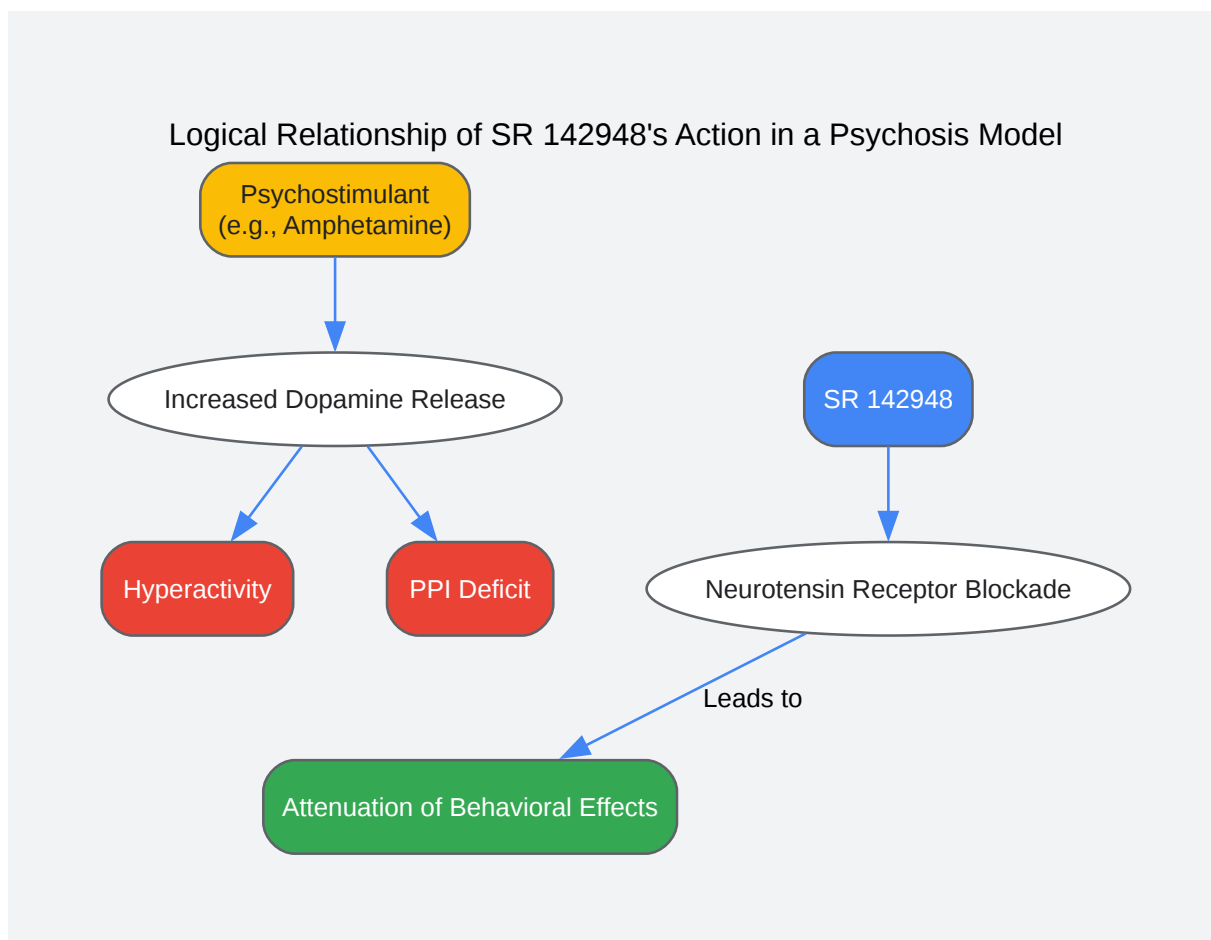 Logical Relationship of SR 142948's Action in a Psychosis Model
Psychostimulant
(e.g., Amphetamine)
Increased Dopamine Release
SR 142948
Hyperactivity
PPI Deficit
Neurotensin Receptor Blockade
Leads to
Attenuation of Behavioral Effects